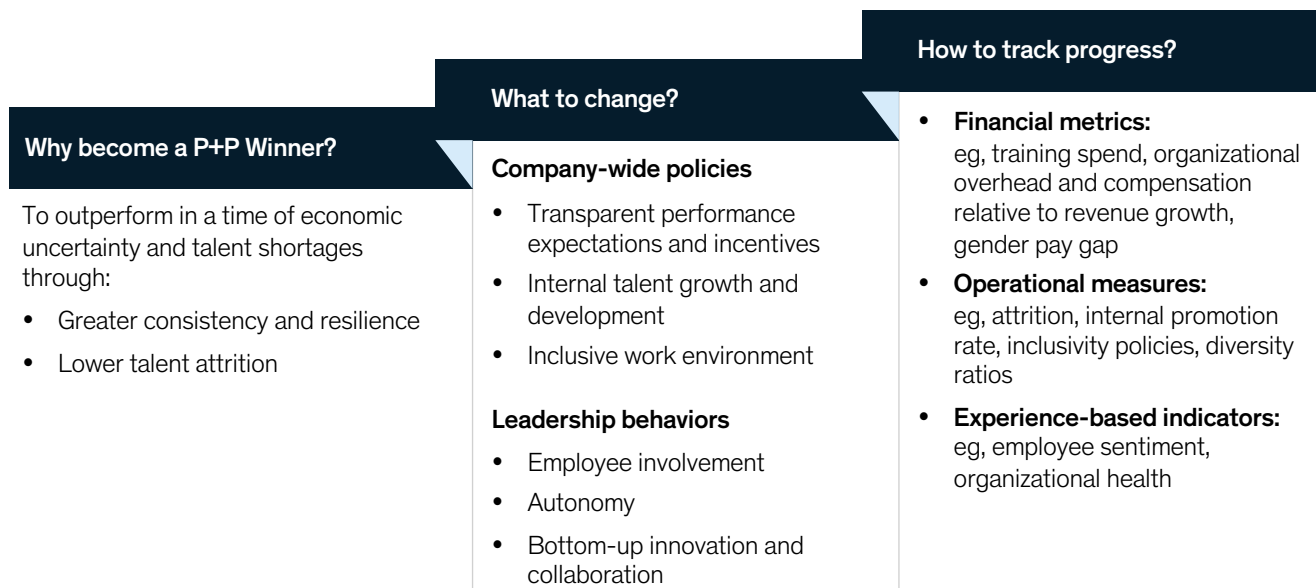 Why become a P+P Winner?
To outperform in a time of economic
uncertainty and talent shortages
through:
• Greater consistency and resilience
• Lower talent attrition
What to change?
Company-wide policies
• Transparent performance
expectations and incentives
• Internal talent growth and
development
• Inclusive work environment
Leadership behaviors
• Employee involvement
• Autonomy
• Bottom-up innovation and
collaboration
How to track progress?
• Financial metrics:
eg, training spend, organizational
overhead and compensation
relative to revenue growth,
gender pay gap
• Operational measures:
eg, attrition, internal promotion
rate, inclusivity policies, diversity
ratios
• Experience-based indicators:
eg, employee sentiment,
organizational health